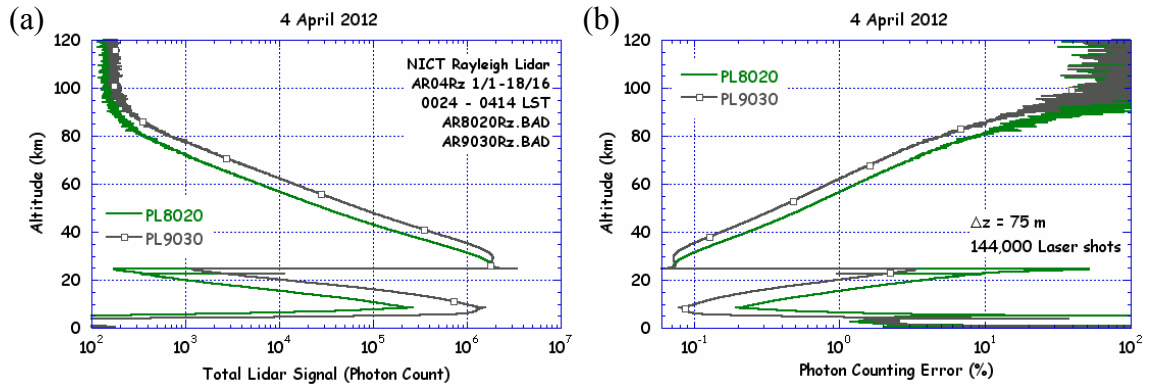 (a)
4 April 2012
120
100
80
60
40
20
0
Altitude (km)
NICT Rayleigh Lidar
AR04Rz 1/1-18/16
0024 - 0414 LST
AR8020Rz.BAD
AR9030Rz.BAD
PL8020
PL9030
10² 10³ 10⁴ 10⁵ 10⁶ 10⁷
Total Lidar Signal (Photon Count)
(b)
4 April 2012
120
100
80
60
40
20
0
Altitude (km)
PL8020
PL9030
△z = 75 m
144,000 Laser shots
10⁻¹ 10⁰ 10¹ 10²
Photon Counting Error (%)